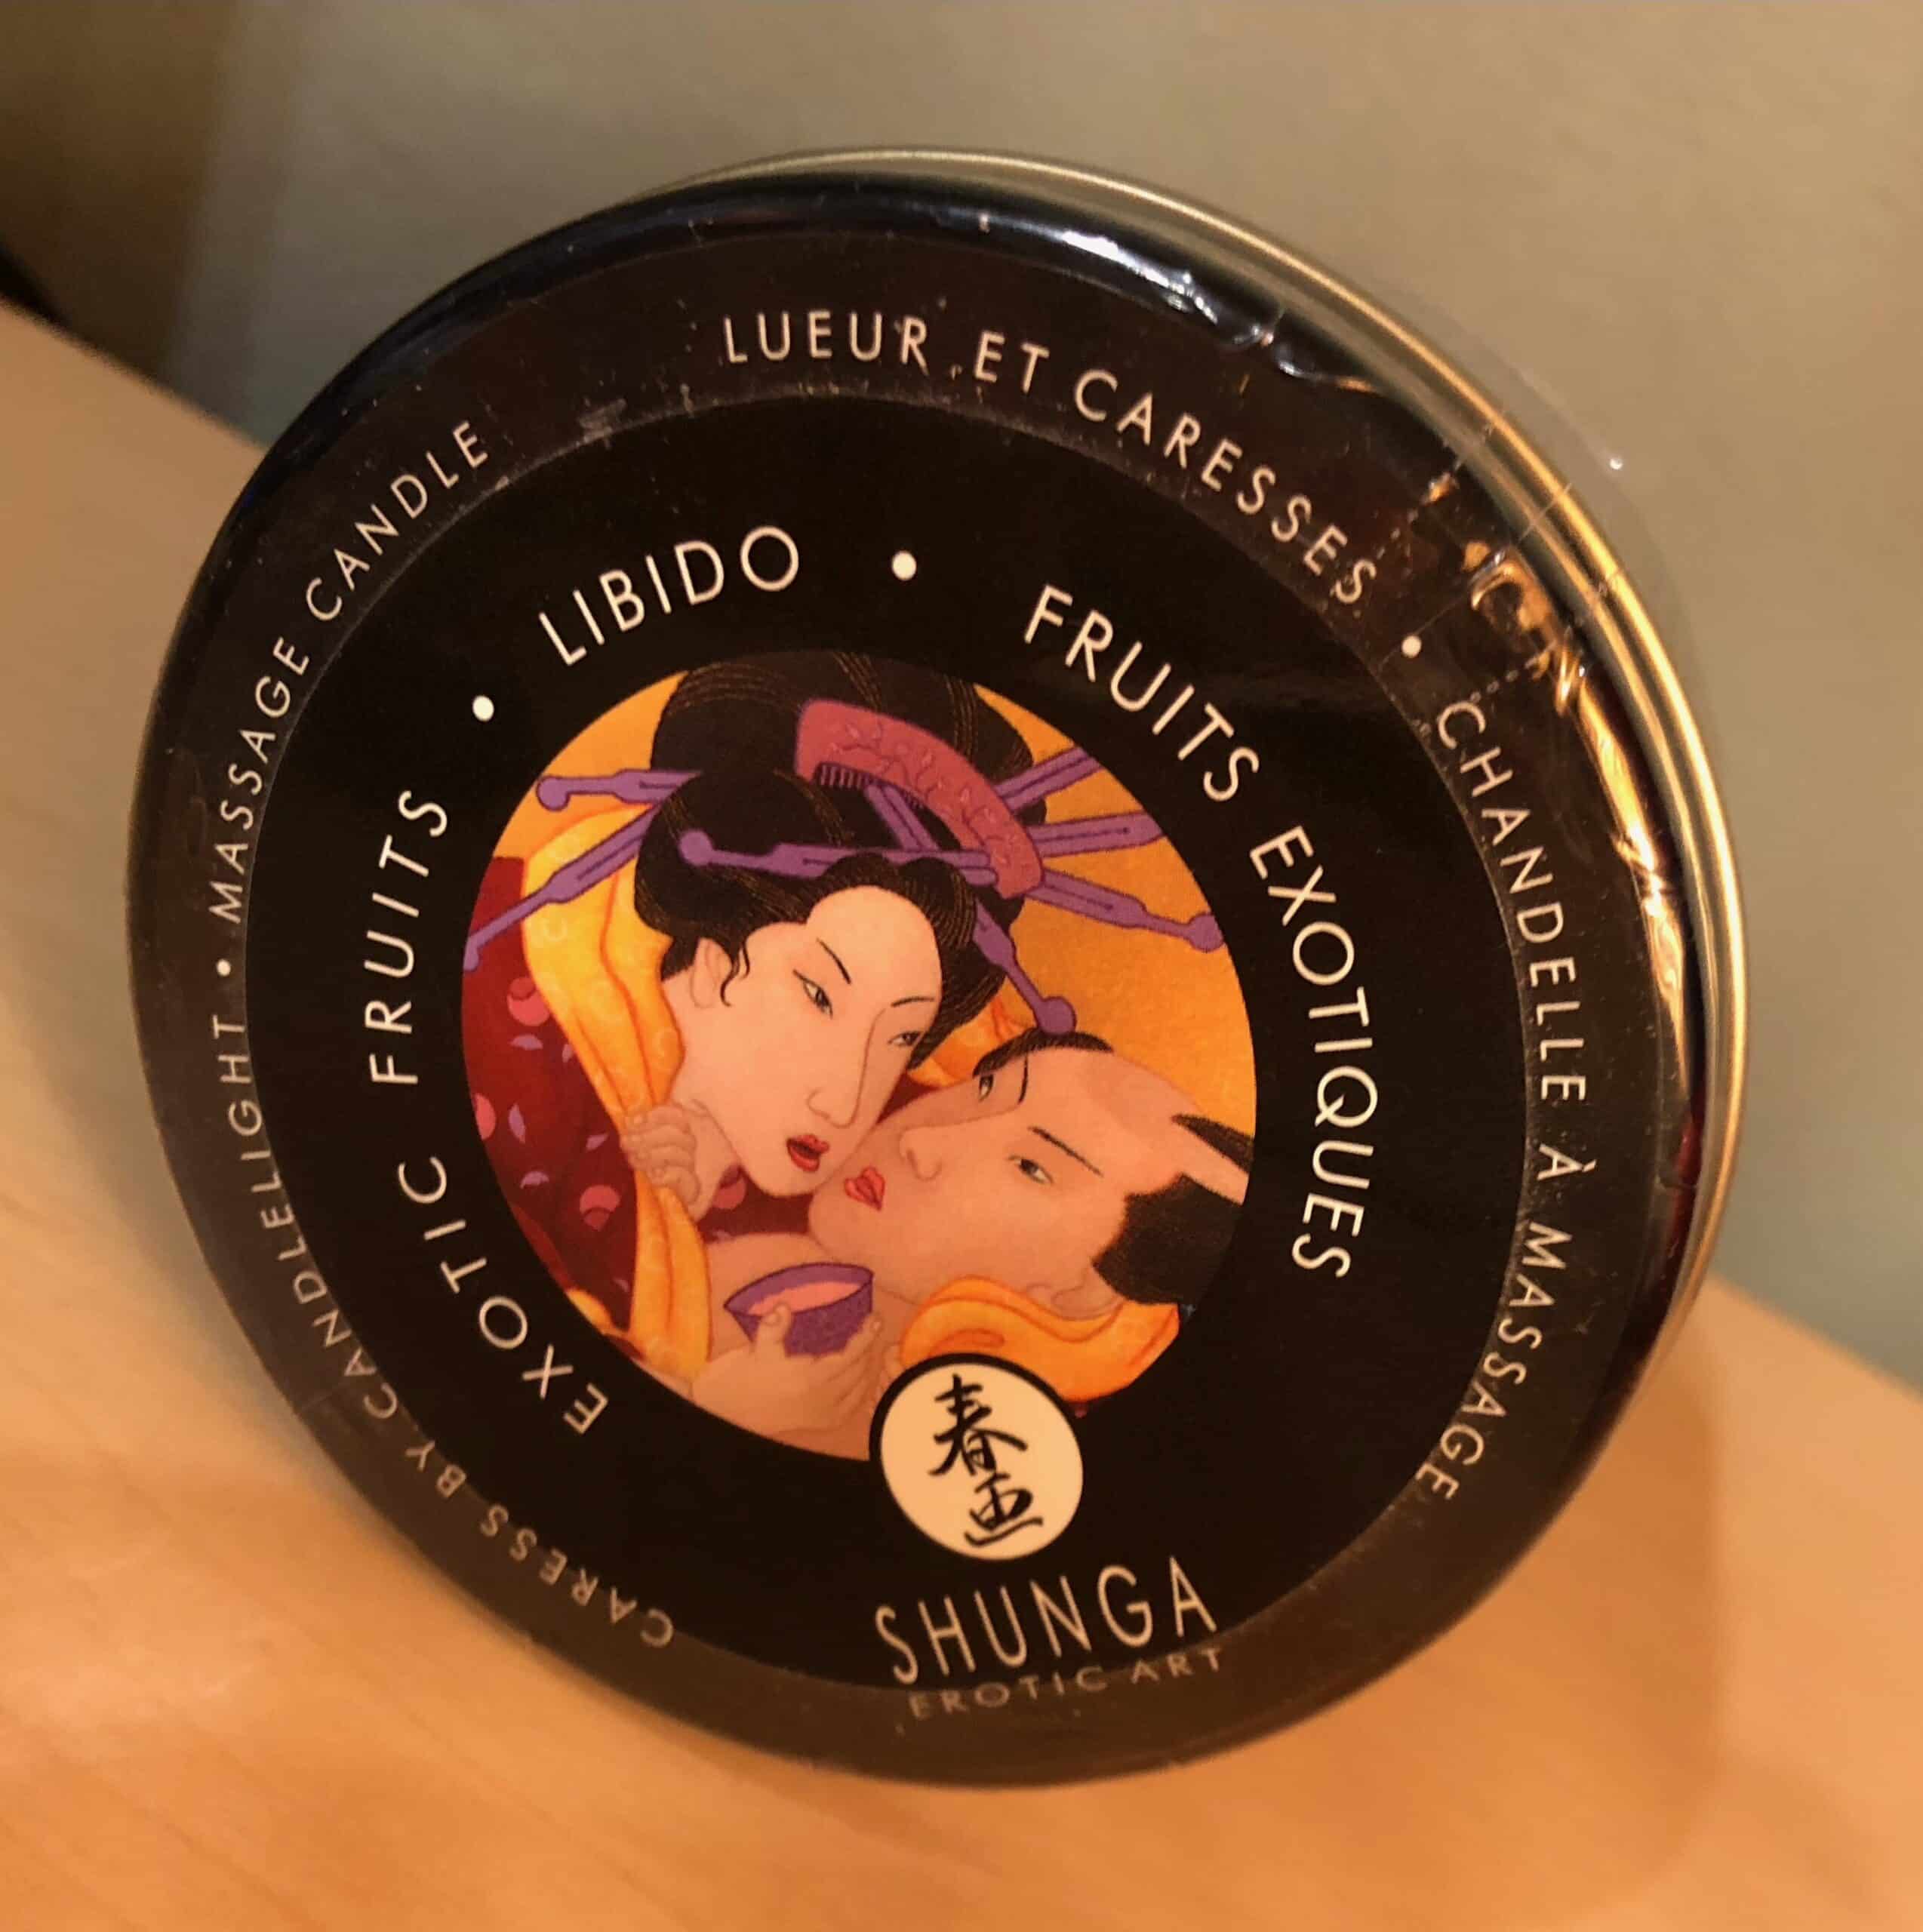 CARESS BY CANDLELIGHT • MASSAGE CANDLE
LUEUR ET CARESSES • CHANDELLE À MASSAGE
EXOTIC FRUITS • LIBIDO • FRUITS EXOTIQUES
春画
SHUNGA
EROTIC ART